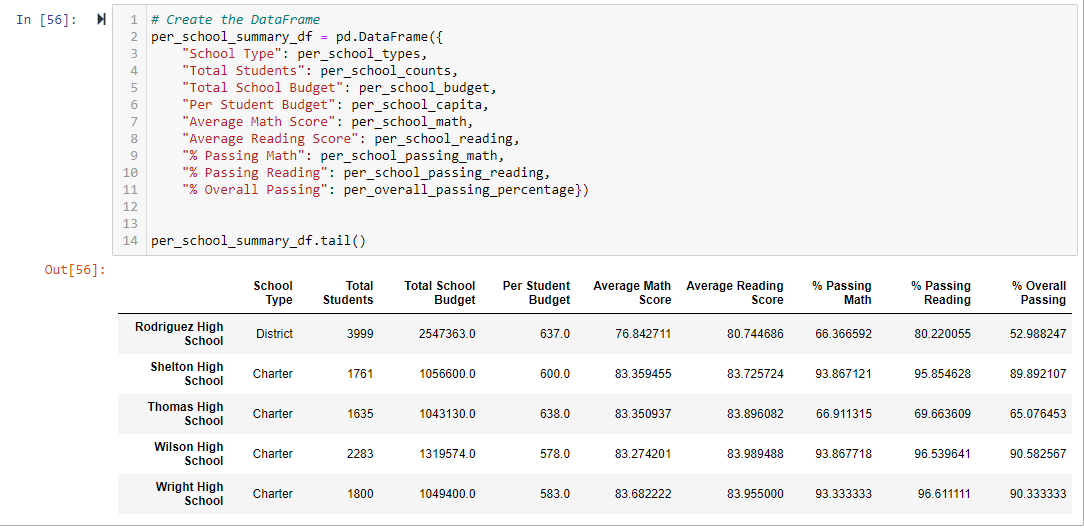 In [56]:
1 # Create the DataFrame
2 per_school_summary_df = pd.DataFrame({
3     "School Type": per_school_types,
4     "Total Students": per_school_counts,
5     "Total School Budget": per_school_budget,
6     "Per Student Budget": per_school_capita,
7     "Average Math Score": per_school_math,
8     "Average Reading Score": per_school_reading,
9     "% Passing Math": per_school_passing_math,
10     "% Passing Reading": per_school_passing_reading,
11     "% Overall Passing": per_overall_passing_percentage})
12
13
14 per_school_summary_df.tail()
Out[56]:
School Total Total School Per Student Average Math Average Reading % Passing % Passing % Overall
Type Students Budget Budget Score Score Math Reading Passing
Rodriguez High
School District 3999 2547363.0 637.0 76.842711 80.744686 66.366592 80.220055 52.988247
Shelton High
School Charter 1761 1056600.0 600.0 83.359455 83.725724 93.867121 95.854628 89.892107
Thomas High
School Charter 1635 1043130.0 638.0 83.350937 83.896082 66.911315 69.663609 65.076453
Wilson High
School Charter 2283 1319574.0 578.0 83.274201 83.989488 93.867718 96.539641 90.582567
Wright High
School Charter 1800 1049400.0 583.0 83.682222 83.955000 93.333333 96.611111 90.333333